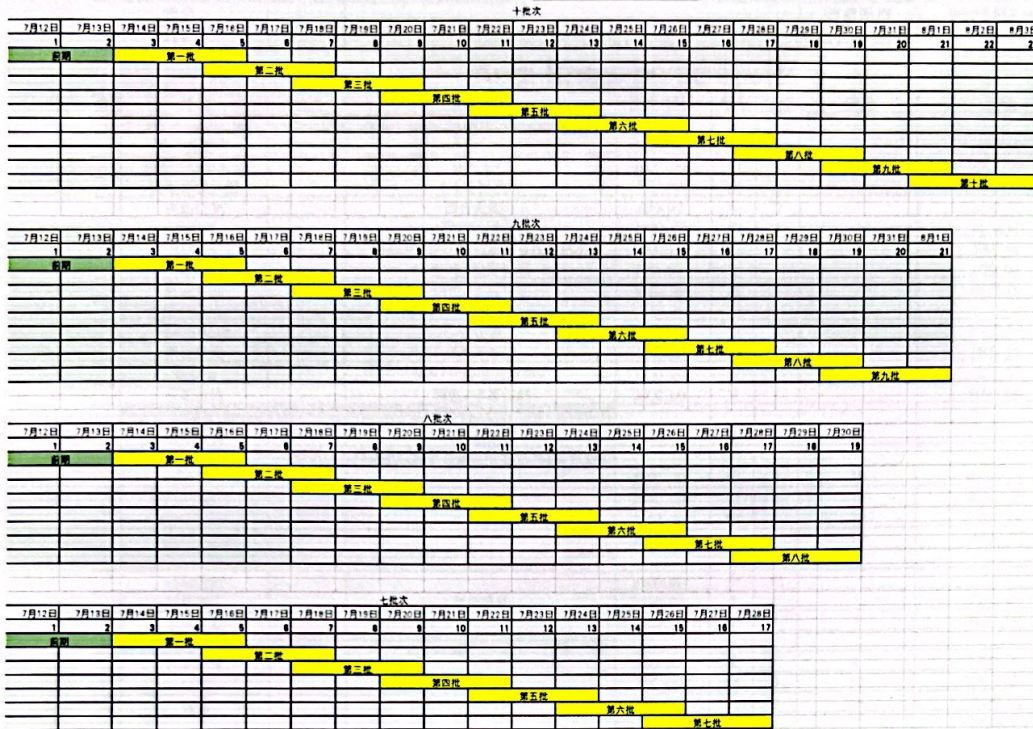 十批次
7月12日 7月13日 7月14日 7月15日 7月16日 7月17日 7月18日 7月19日 7月20日 7月21日 7月22日 7月23日 7月24日 7月25日 7月26日 7月27日 7月28日 7月29日 7月30日 7月31日 8月1日 8月2日 8月3日
1 2 3 4 5 6 7 8 9 10 11 12 13 14 15 16 17 18 19 20 21 22
前期 第一批
第二批
第三批
第四批
第五批
第六批
第七批
第八批
第九批
第十批
九批次
7月12日 7月13日 7月14日 7月15日 7月16日 7月17日 7月18日 7月19日 7月20日 7月21日 7月22日 7月23日 7月24日 7月25日 7月26日 7月27日 7月28日 7月29日 7月30日 7月31日 8月1日
1 2 3 4 5 6 7 8 9 10 11 12 13 14 15 16 17 18 19 20 21
前期 第一批
第二批
第三批
第四批
第五批
第六批
第七批
第八批
第九批
八批次
7月12日 7月13日 7月14日 7月15日 7月16日 7月17日 7月18日 7月19日 7月20日 7月21日 7月22日 7月23日 7月24日 7月25日 7月26日 7月27日 7月28日 7月29日 7月30日
1 2 3 4 5 6 7 8 9 10 11 12 13 14 15 16 17 18 19
前期 第一批
第二批
第三批
第四批
第五批
第六批
第七批
第八批
七批次
7月12日 7月13日 7月14日 7月15日 7月16日 7月17日 7月18日 7月19日 7月20日 7月21日 7月22日 7月23日 7月24日 7月25日 7月26日 7月27日 7月28日
1 2 3 4 5 6 7 8 9 10 11 12 13 14 15 16 17
前期 第一批
第二批
第三批
第四批
第五批
第六批
第七批